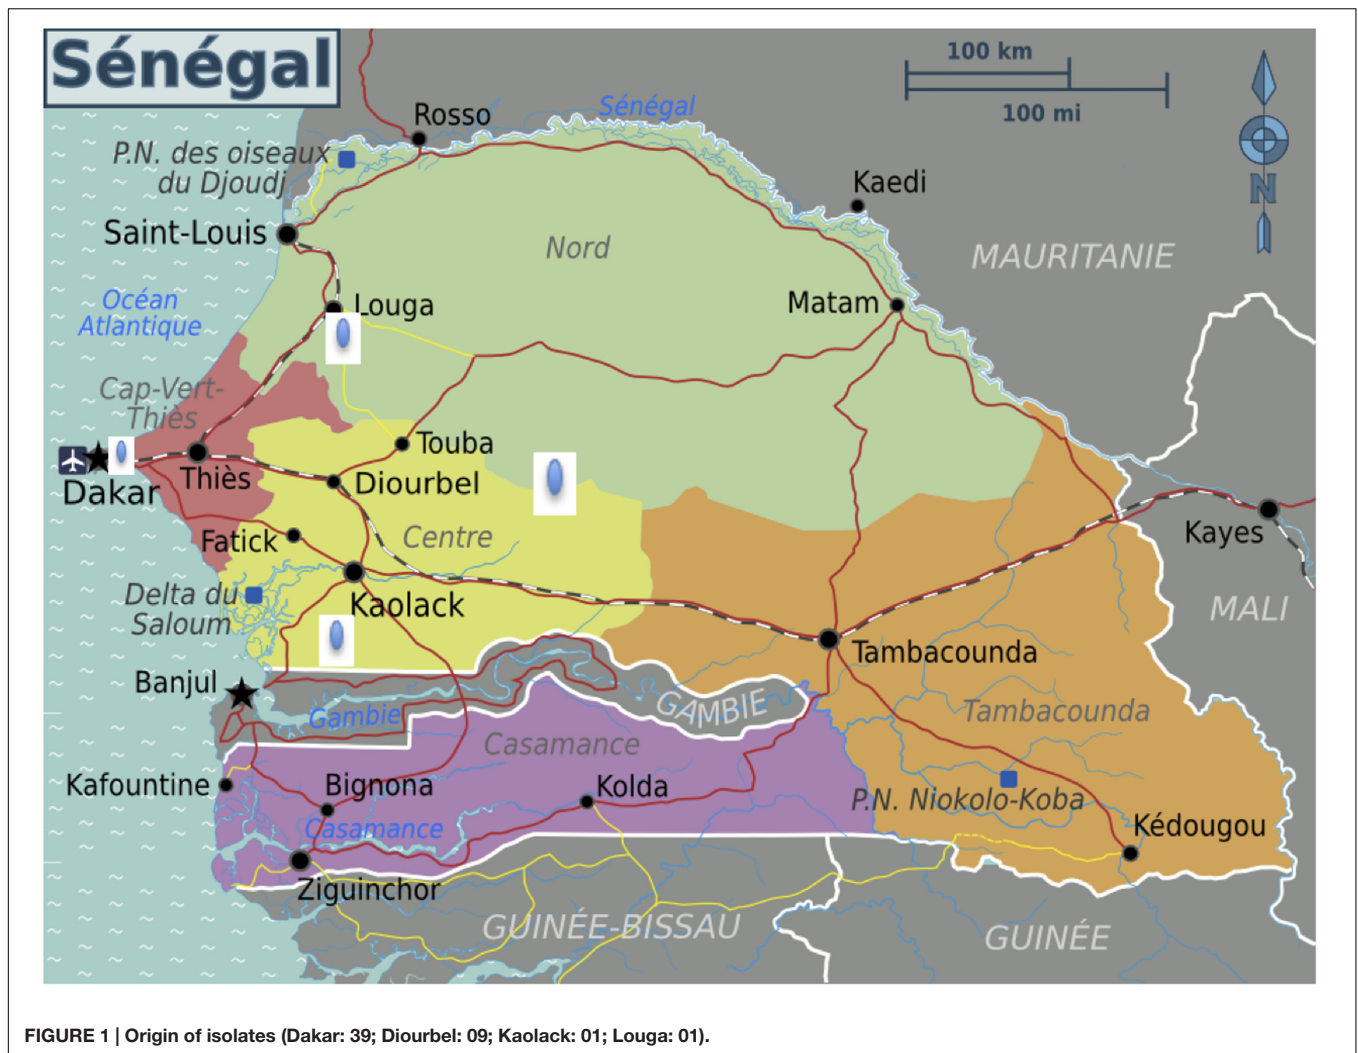 Sénégal
100 km
100 mi
N
Rosso
Sénégal
P.N. des oiseaux
du Djoudj
Kaedi
Saint-Louis
Nord
MAURITANIE
Océan
Atlantique
Louga
Matam
Cap-Vert-
Thiès
Touba
Dakar
Thiès
Diourbel
Kayes
Fatick
Centre
Delta du
Saloum
Kaolack
MALI
Tambacounda
Banjul
Gambie
GAMBIE
Tambacounda
Casamance
Kafountine
Bignona
Kolda
P.N. Niokolo-Koba
Casamance
Kédougou
Ziguinchor
GUINÉE-BISSAU
GUINÉE
FIGURE 1 | Origin of isolates (Dakar: 39; Diourbel: 09; Kaolack: 01; Louga: 01).